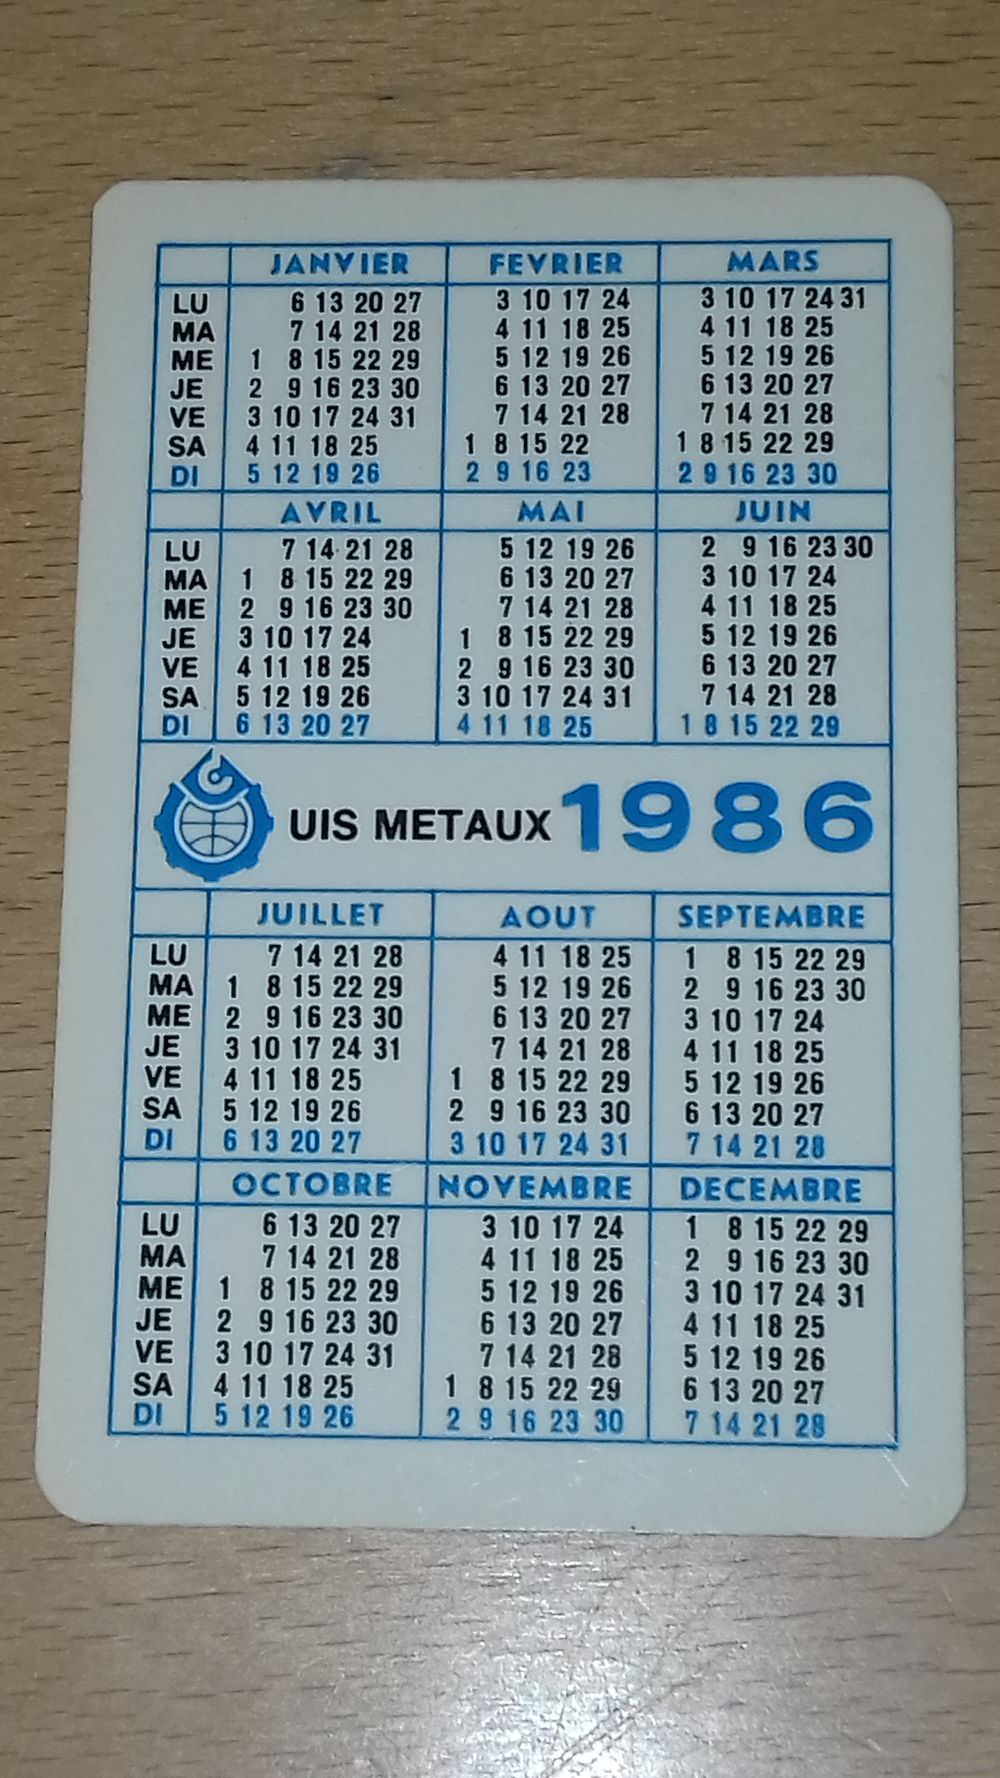 JANVIER FEVRIER MARS
LU 6 13 20 27 3 10 17 24 3 10 17 24 31
MA 7 14 21 28 4 11 18 25 4 11 18 25
ME 1 8 15 22 29 5 12 19 26 5 12 19 26
JE 2 9 16 23 30 6 13 20 27 6 13 20 27
VE 3 10 17 24 31 7 14 21 28 7 14 21 28
SA 4 11 18 25 1 8 15 22 1 8 15 22 29
DI 5 12 19 26 2 9 16 23 2 9 16 23 30
AVRIL MAI JUIN
LU 7 14 21 28 5 12 19 26 2 9 16 23 30
MA 1 8 15 22 29 6 13 20 27 3 10 17 24
ME 2 9 16 23 30 7 14 21 28 4 11 18 25
JE 3 10 17 24 1 8 15 22 29 5 12 19 26
VE 4 11 18 25 2 9 16 23 30 6 13 20 27
SA 5 12 19 26 3 10 17 24 31 7 14 21 28
DI 6 13 20 27 4 11 18 25 1 8 15 22 29
UIS METAUX 1986
JUILLET AOUT SEPTEMBRE
LU 7 14 21 28 4 11 18 25 1 8 15 22 29
MA 1 8 15 22 29 5 12 19 26 2 9 16 23 30
ME 2 9 16 23 30 6 13 20 27 3 10 17 24
JE 3 10 17 24 31 7 14 21 28 4 11 18 25
VE 4 11 18 25 1 8 15 22 29 5 12 19 26
SA 5 12 19 26 2 9 16 23 30 6 13 20 27
DI 6 13 20 27 3 10 17 24 31 7 14 21 28
OCTOBRE NOVEMBRE DECEMBRE
LU 6 13 20 27 3 10 17 24 1 8 15 22 29
MA 7 14 21 28 4 11 18 25 2 9 16 23 30
ME 1 8 15 22 29 5 12 19 26 3 10 17 24 31
JE 2 9 16 23 30 6 13 20 27 4 11 18 25
VE 3 10 17 24 31 7 14 21 28 5 12 19 26
SA 4 11 18 25 1 8 15 22 29 6 13 20 27
DI 5 12 19 26 2 9 16 23 30 7 14 21 28